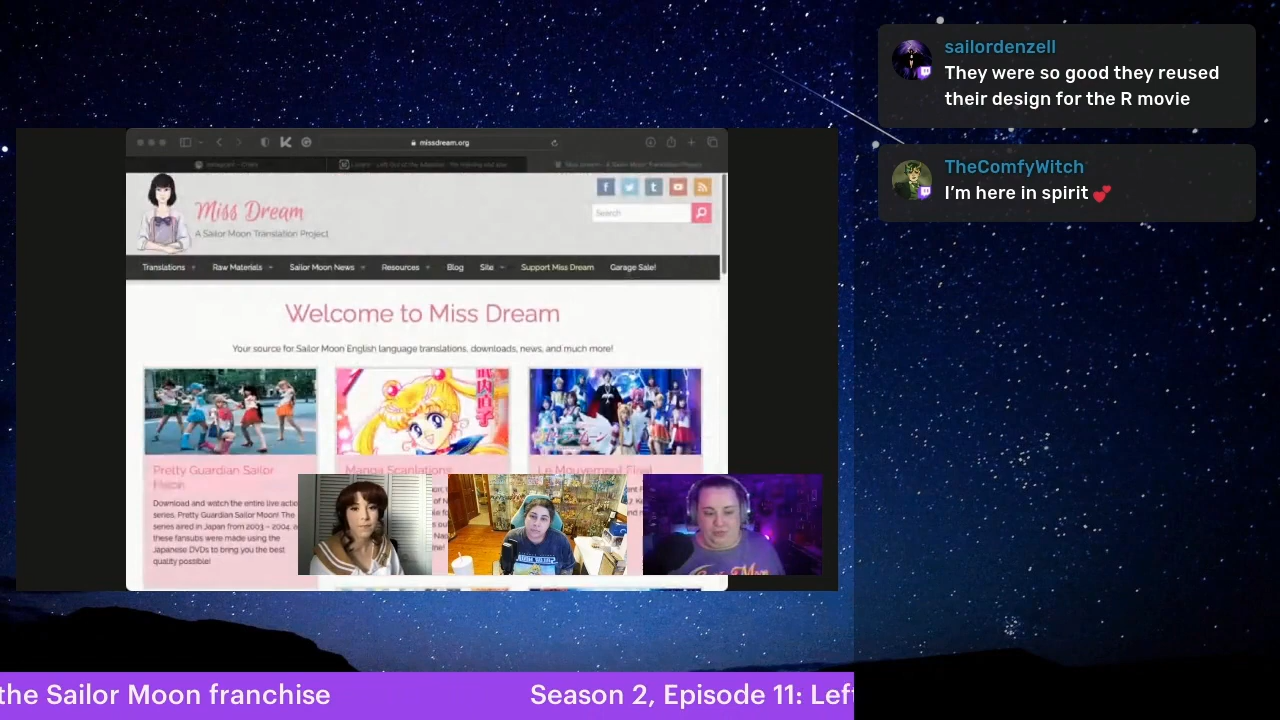 sailordenzell
They were so good they reused
their design for the R movie
TheComfyWitch
I'm here in spirit 💕
missdream.org
Miss Dream
A Sailor Moon Translation Project
Search
Translations
Raw Materials
Sailor Moon News
Resources
Blog
Site
Support Miss Dream
Garage Sale!
Welcome to Miss Dream
Your source for Sailor Moon English language translations, downloads, news, and much more!
Pretty Guardian Sailor
Moon
Download and watch the entire live actio
series, Pretty Guardian Sailor Moon! The
series aired in Japan from 2003 – 2004, a
these fansubs were made using the
Japanese DVDs to bring you the best
quality possible!
Manga Scanlations
Le Mouvement Final
the Sailor Moon franchise
Season 2, Episode 11: Left